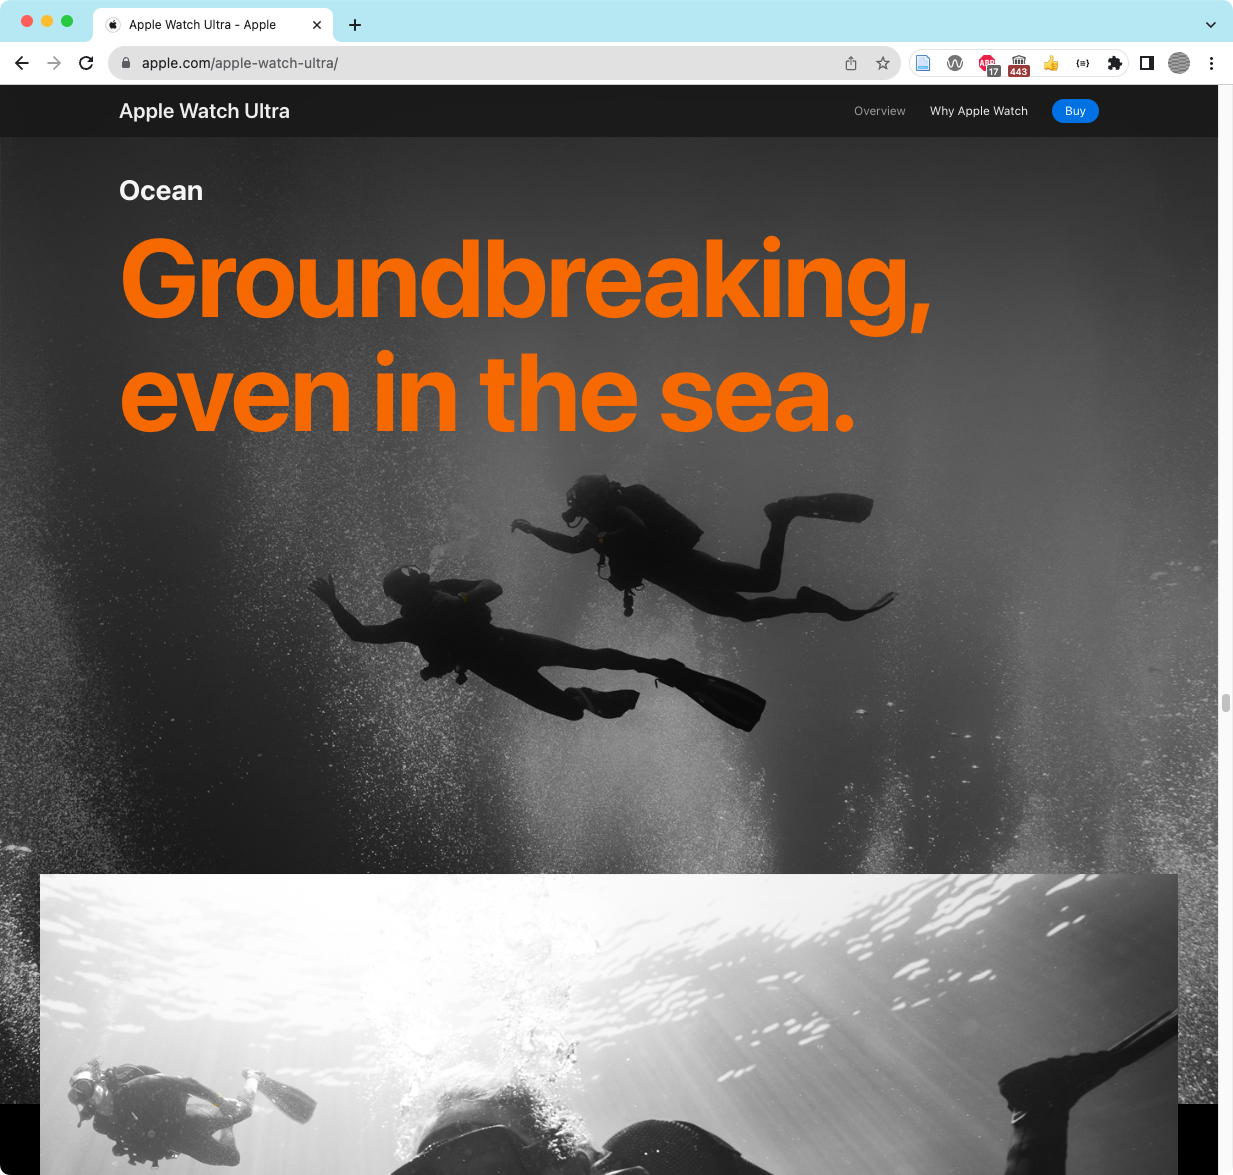 Apple Watch Ultra - Apple
apple.com/apple-watch-ultra/
ABP
17
443
Apple Watch Ultra
Overview
Why Apple Watch
Buy
Ocean
Groundbreaking,
even in the sea.